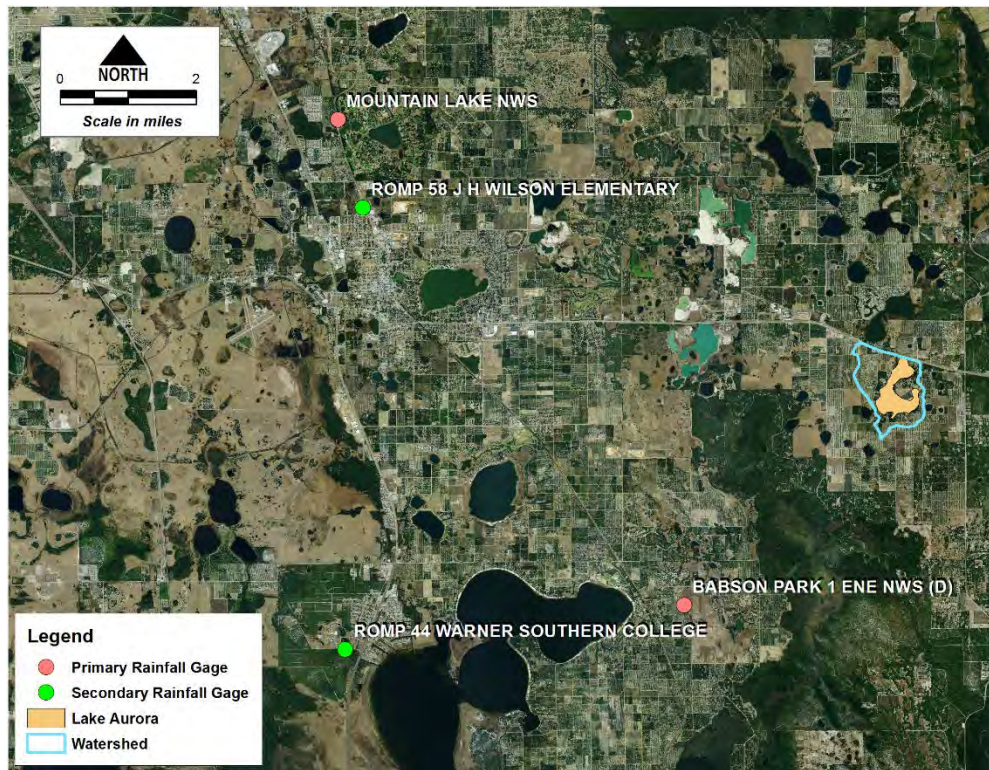 NORTH
0 2
Scale in miles
MOUNTAIN LAKE NWS
ROMP 58 J H WILSON ELEMENTARY
BABSON PARK 1 ENE NWS (D)
ROMP 44 WARNER SOUTHERN COLLEGE
Legend
Primary Rainfall Gage
Secondary Rainfall Gage
Lake Aurora
Watershed